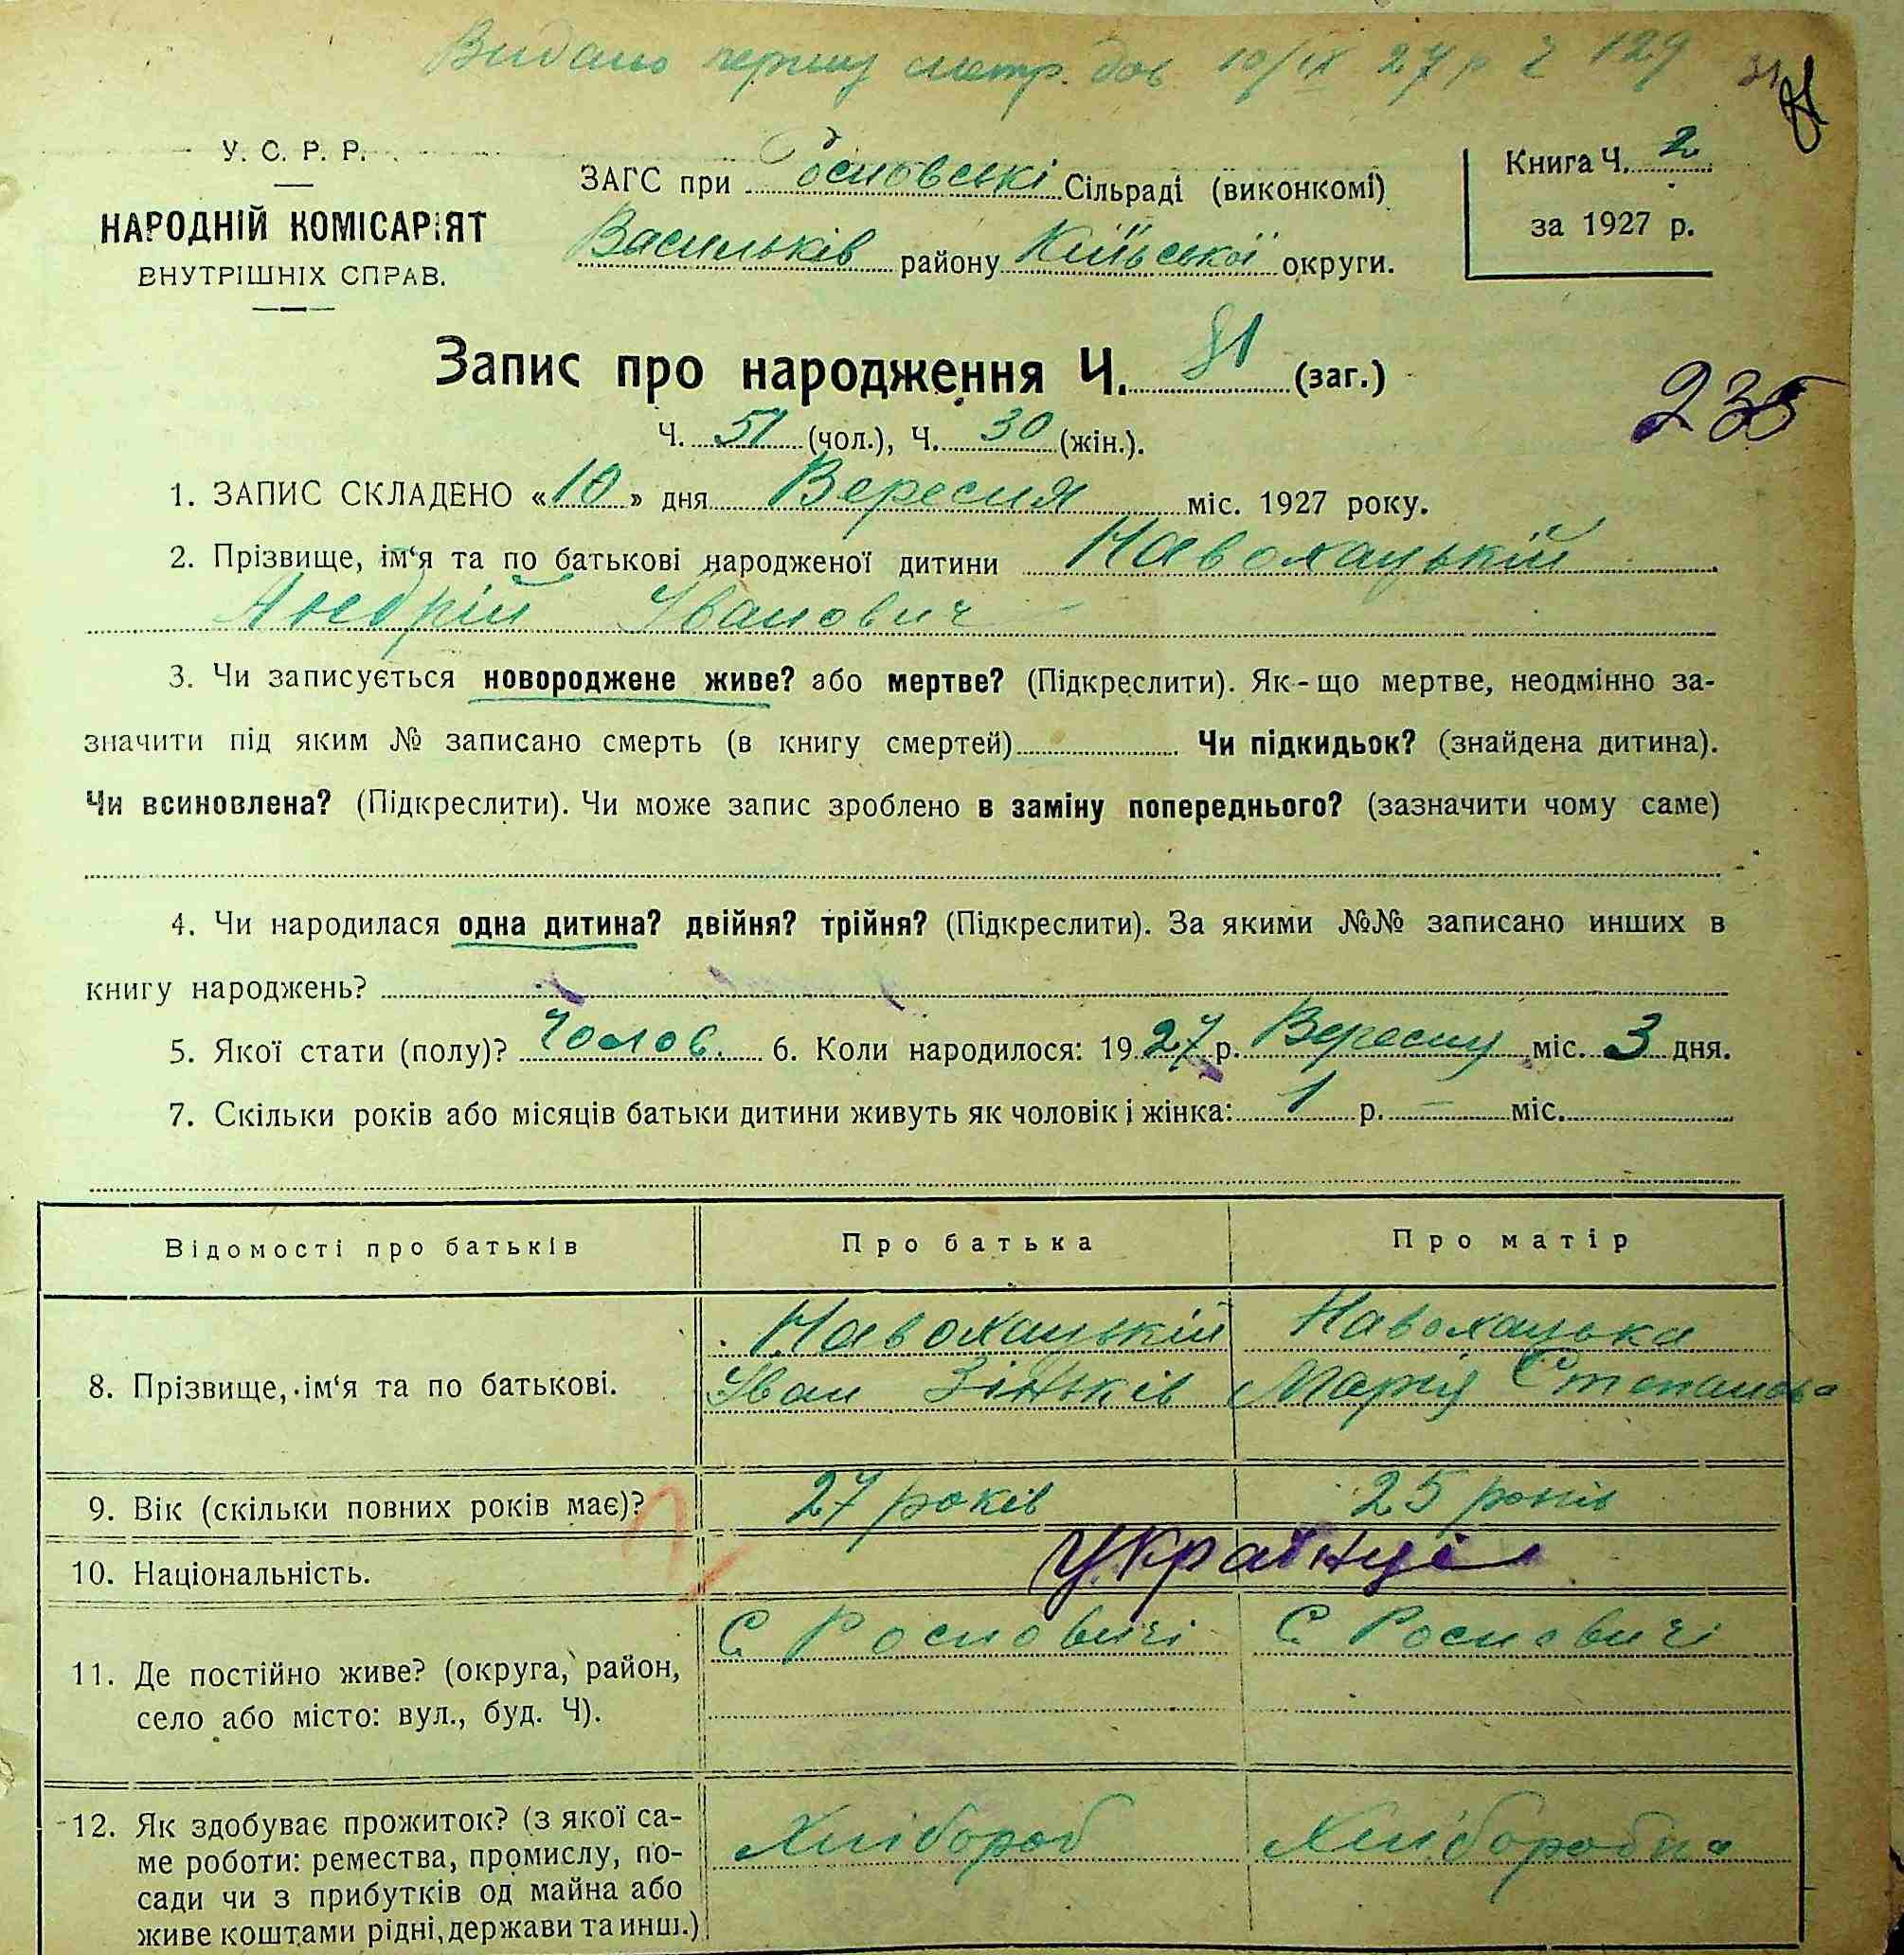 Видано першу метр. дов 10/IX 27 р Ч 129
81
У. С. Р. Р.
НАРОДНІЙ КОМІСАРІЯТ
ВНУТРІШНІХ СПРАВ.
ЗАГС при Росновські Сільраді (виконкомі)
Васильків району Київської округи.
Книга Ч. 2
за 1927 р.
Запис про народження Ч. 81 (заг.)
235
Ч. 51 (чол.), Ч. 30 (жін.).
1. ЗАПИС СКЛАДЕНО «10» дня Вересня міс. 1927 року.
2. Прізвище, ім‘я та по батькові народженої дитини Наволацькій
Андрій Іванович
3. Чи записується новороджене живе? або мертве? (Підкреслити). Як-що мертве, неодмінно за-
значити під яким № записано смерть (в книгу смертей) Чи підкидьок? (знайдена дитина).
Чи всиновлена? (Підкреслити). Чи може запис зроблено в заміну попереднього? (зазначити чому саме)
4. Чи народилася одна дитина? двійня? трійня? (Підкреслити). За якими №№ записано инших в
книгу народжень?
5. Якої стати (полу)? Чолов. 6. Коли народилося: 1927 р. Вересну міс. 3 дня.
7. Скільки років або місяців батьки дитини живуть як чоловік і жінка: 1 р. – міс.
Відомості про батьків Про батька Про матір
8. Прізвище, ім‘я та по батькові. Наволацькій Наволацька
Іван Зіньків Марія Степанова
9. Вік (скільки повних років має)? 27 років 25 років
10. Національність. Українці
11. Де постійно живе? (округа, район, С Росновичі С Росновичі
село або місто: вул., буд. Ч).
12. Як здобуває прожиток? (з якої са- Хлібороб Хліборобка
ме роботи: ремества, промислу, по-
сади чи з прибутків од майна або
живе коштами рідні, держави та инш.)